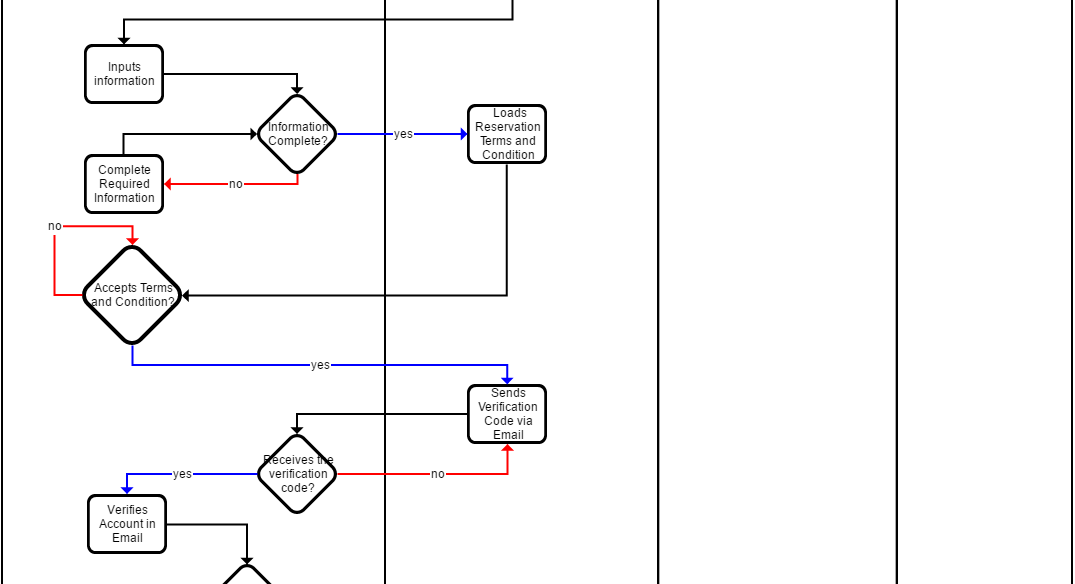 Inputs
information
Information
Complete?
yes
Loads
Reservation
Terms and
Condition
Complete
Required
Information
no
no
Accepts Terms
and Condition?
yes
Sends
Verification
Code via
Email
Receives the
verification
code?
yes
no
Verifies
Account in
Email